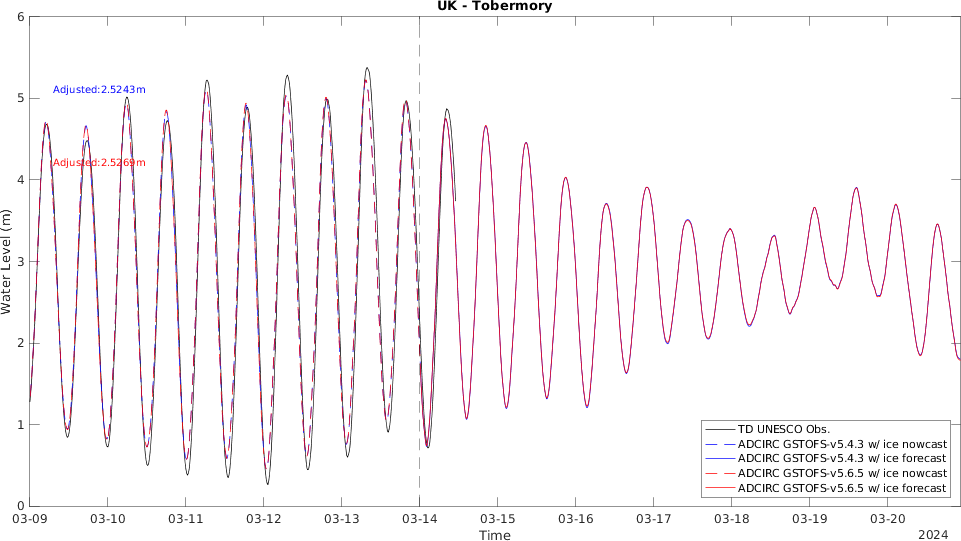 UK - Tobermory
6
5
4
3
2
1
0
Water Level (m)
Adjusted:2.5243m
Adjusted:2.5269m
TD UNESCO Obs.
ADCIRC GSTOFS-v5.4.3 w/ ice nowcast
ADCIRC GSTOFS-v5.4.3 w/ ice forecast
ADCIRC GSTOFS-v5.6.5 w/ ice nowcast
ADCIRC GSTOFS-v5.6.5 w/ ice forecast
03-09 03-10 03-11 03-12 03-13 03-14 03-15 03-16 03-17 03-18 03-19 03-20
Time
2024